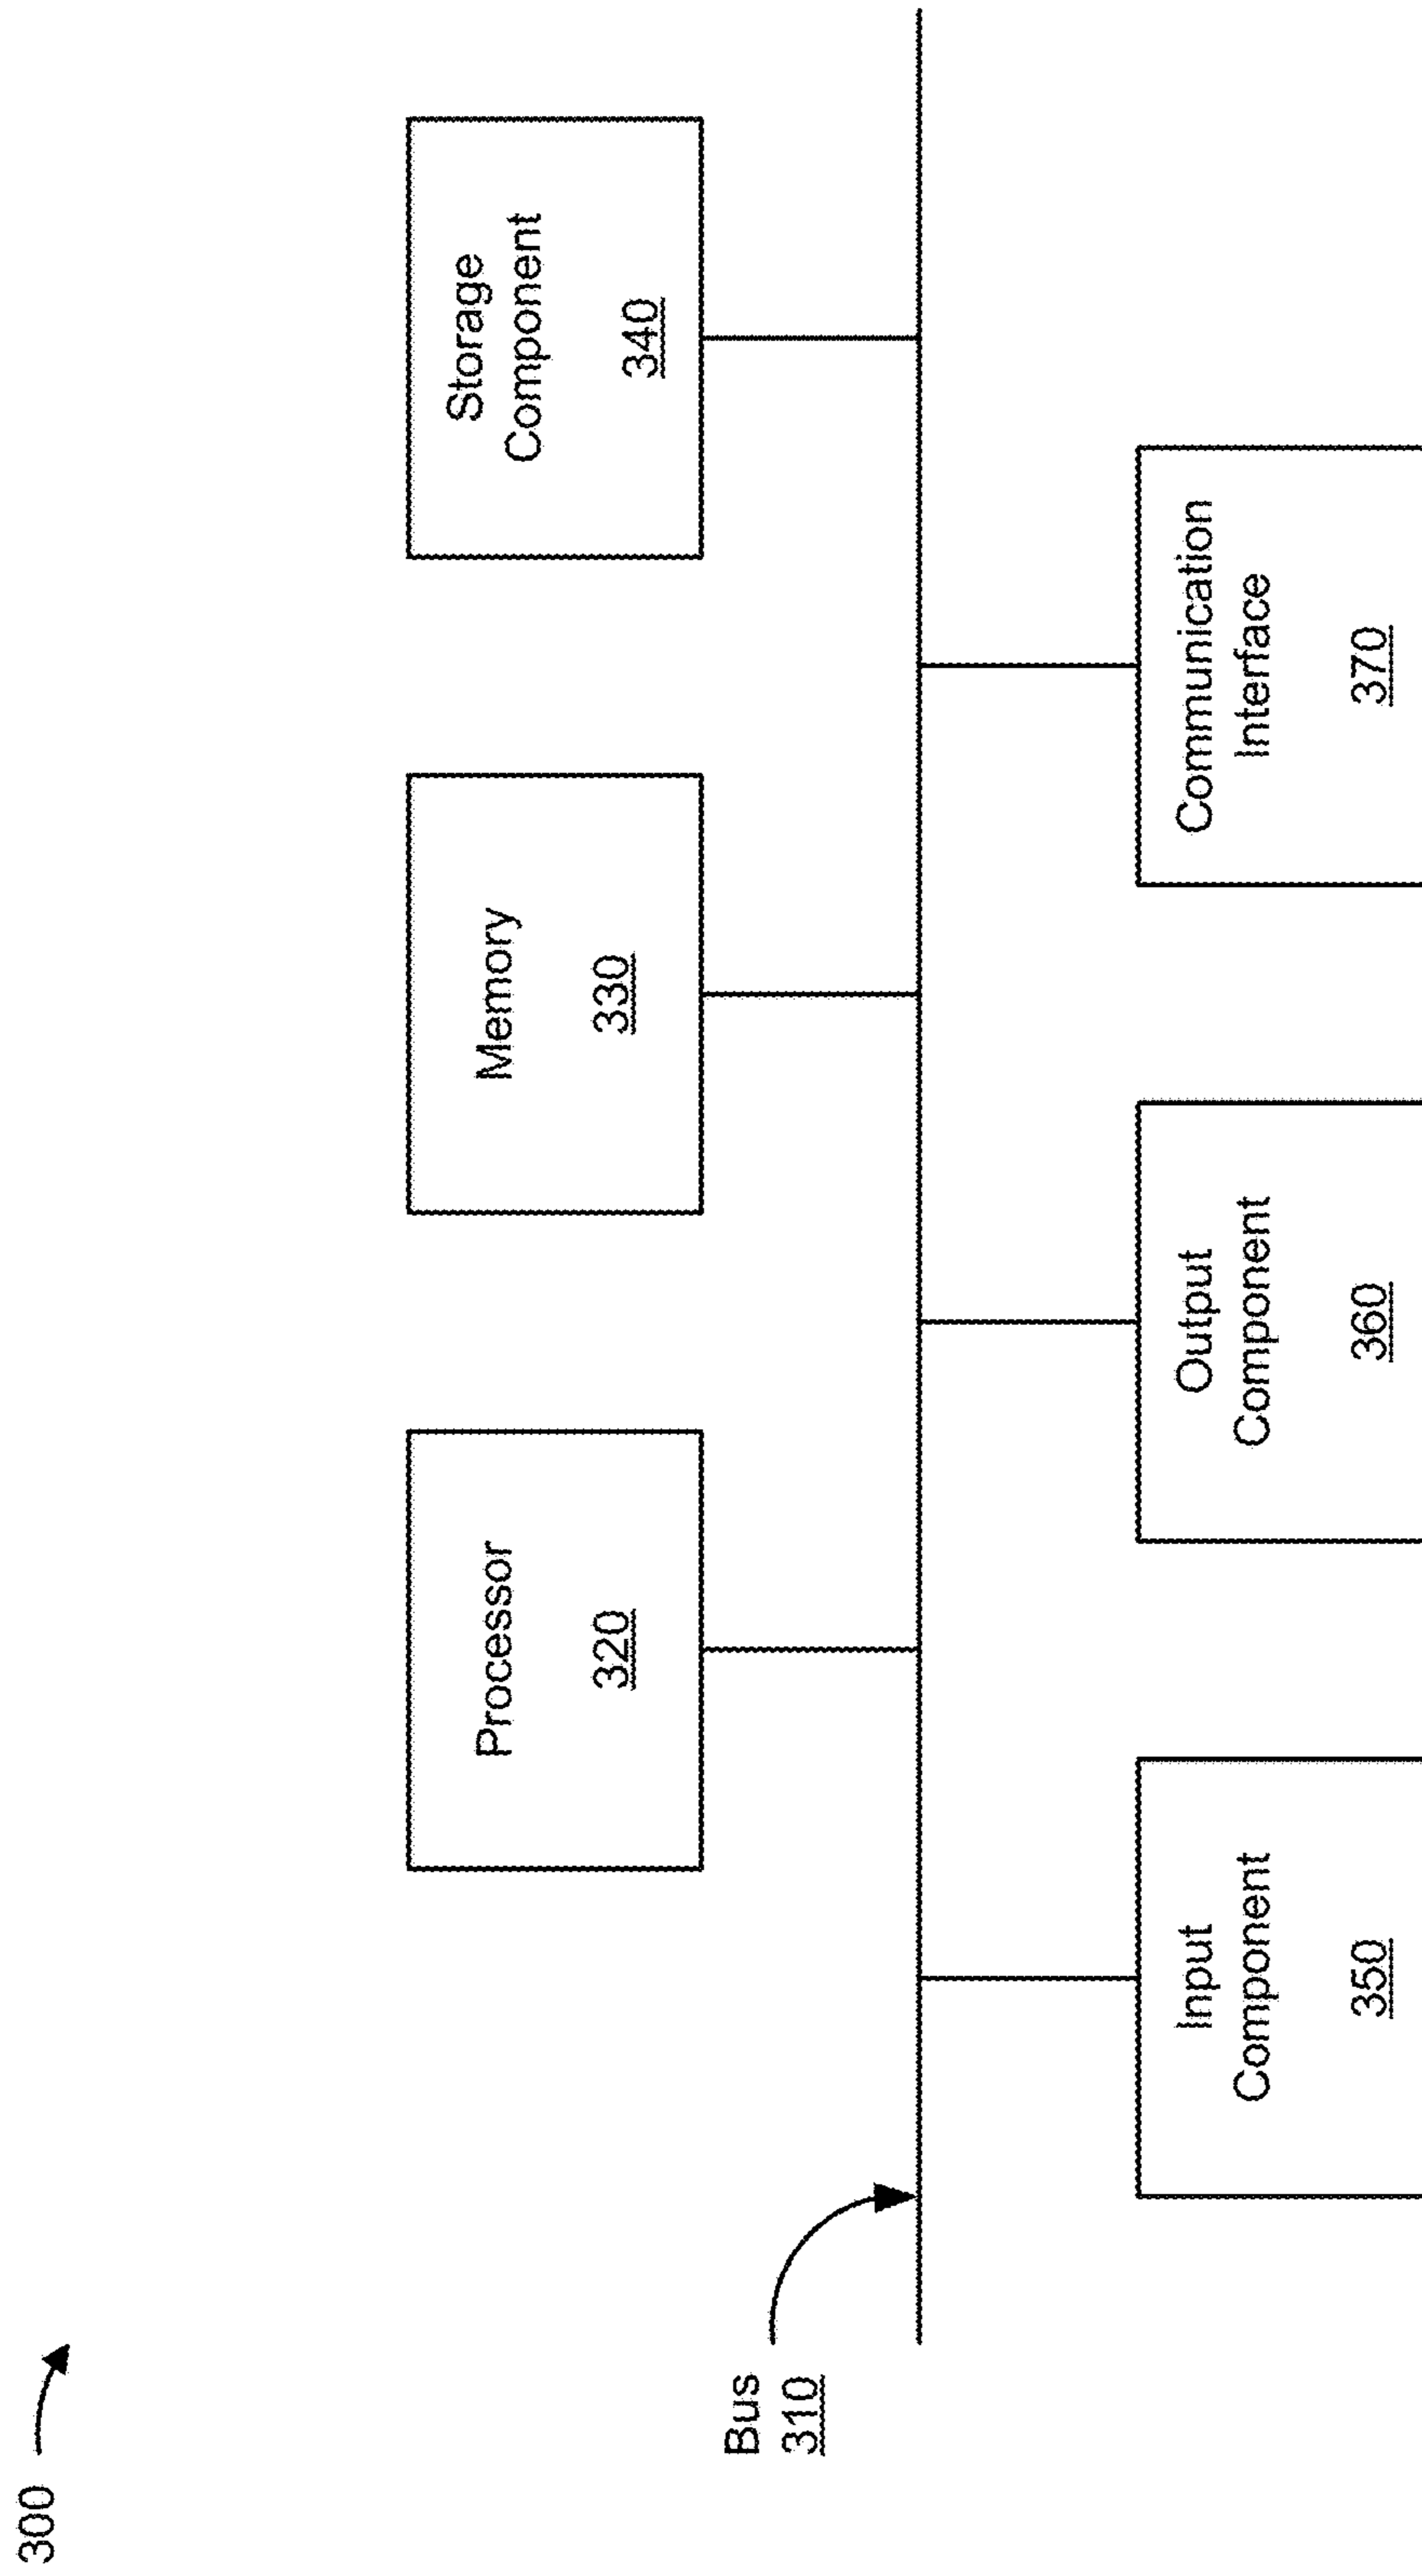 300
Processor
320
Memory
330
Storage
Component
340
Bus
310
Input
Component
350
Output
Component
360
Communication
Interface
370